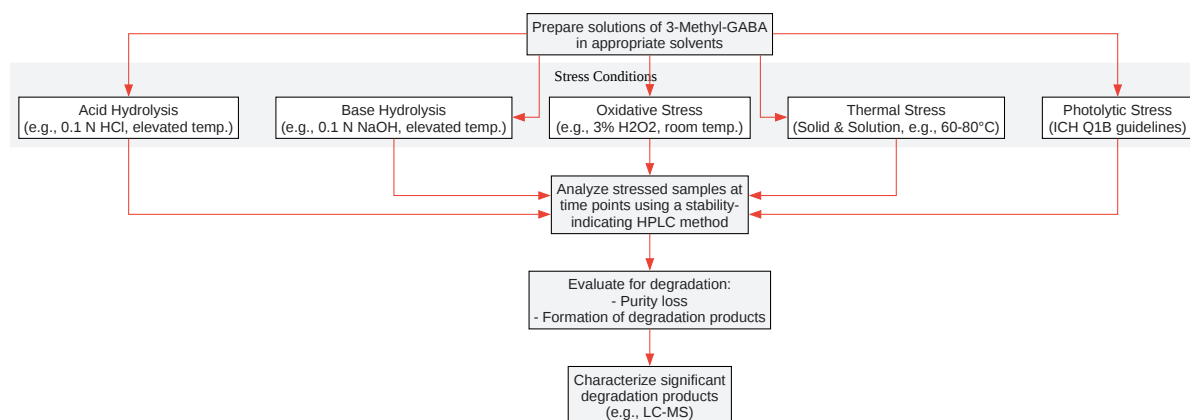 Prepare solutions of 3-Methyl-GABA
in appropriate solvents
Stress Conditions
Acid Hydrolysis
(e.g., 0.1 N HCl, elevated temp.)
Base Hydrolysis
(e.g., 0.1 N NaOH, elevated temp.)
Oxidative Stress
(e.g., 3% H2O2, room temp.)
Thermal Stress
(Solid & Solution, e.g., 60-80°C)
Photolytic Stress
(ICH Q1B guidelines)
Analyze stressed samples at
time points using a stability-
indicating HPLC method
Evaluate for degradation:
- Purity loss
- Formation of degradation products
Characterize significant
degradation products
(e.g., LC-MS)